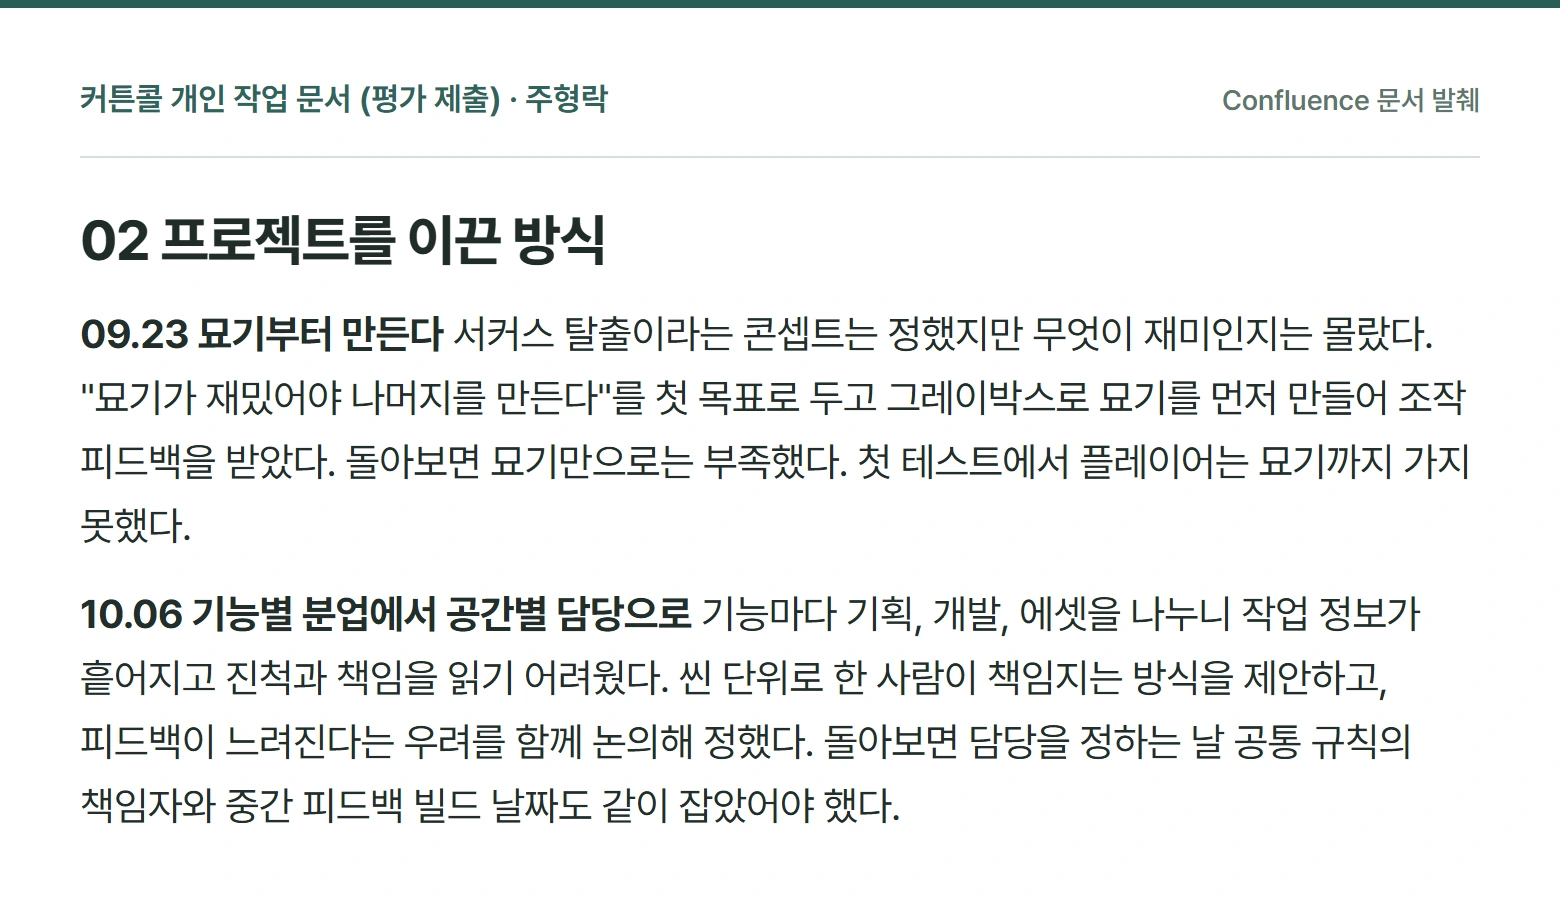 커튼콜 개인 작업 문서 (평가 제출) · 주형락
Confluence 문서 발췌
02 프로젝트를 이끈 방식
09.23 묘기부터 만든다 서커스 탈출이라는 콘셉트는 정했지만 무엇이 재미인지는 몰랐다.
"묘기가 재밌어야 나머지를 만든다"를 첫 목표로 두고 그레이박스로 묘기를 먼저 만들어 조작
피드백을 받았다. 돌아보면 묘기만으로는 부족했다. 첫 테스트에서 플레이어는 묘기까지 가지
못했다.
10.06 기능별 분업에서 공간별 담당으로 기능마다 기획, 개발, 에셋을 나누니 작업 정보가
흩어지고 진척과 책임을 읽기 어려웠다. 씬 단위로 한 사람이 책임지는 방식을 제안하고,
피드백이 느려진다는 우려를 함께 논의해 정했다. 돌아보면 담당을 정하는 날 공통 규칙의
책임자와 중간 피드백 빌드 날짜도 같이 잡았어야 했다.